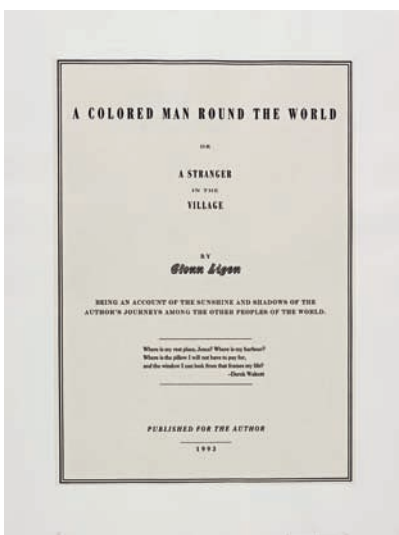 A COLORED MAN ROUND THE WORLD
OR
A STRANGER
IN THE
VILLAGE
BY
Glenn Ligon
BEING AN ACCOUNT OF THE SUNSHINE AND SHADOWS OF THE
AUTHOR'S JOURNEYS AMONG THE OTHER PEOPLES OF THE WORLD.
Where is my rest place, Jesus? Where is my harbour?
Where is the pillow I will not have to pay for,
and the window I can look from that frames my life?
-Derek Walcott
PUBLISHED FOR THE AUTHOR
1993